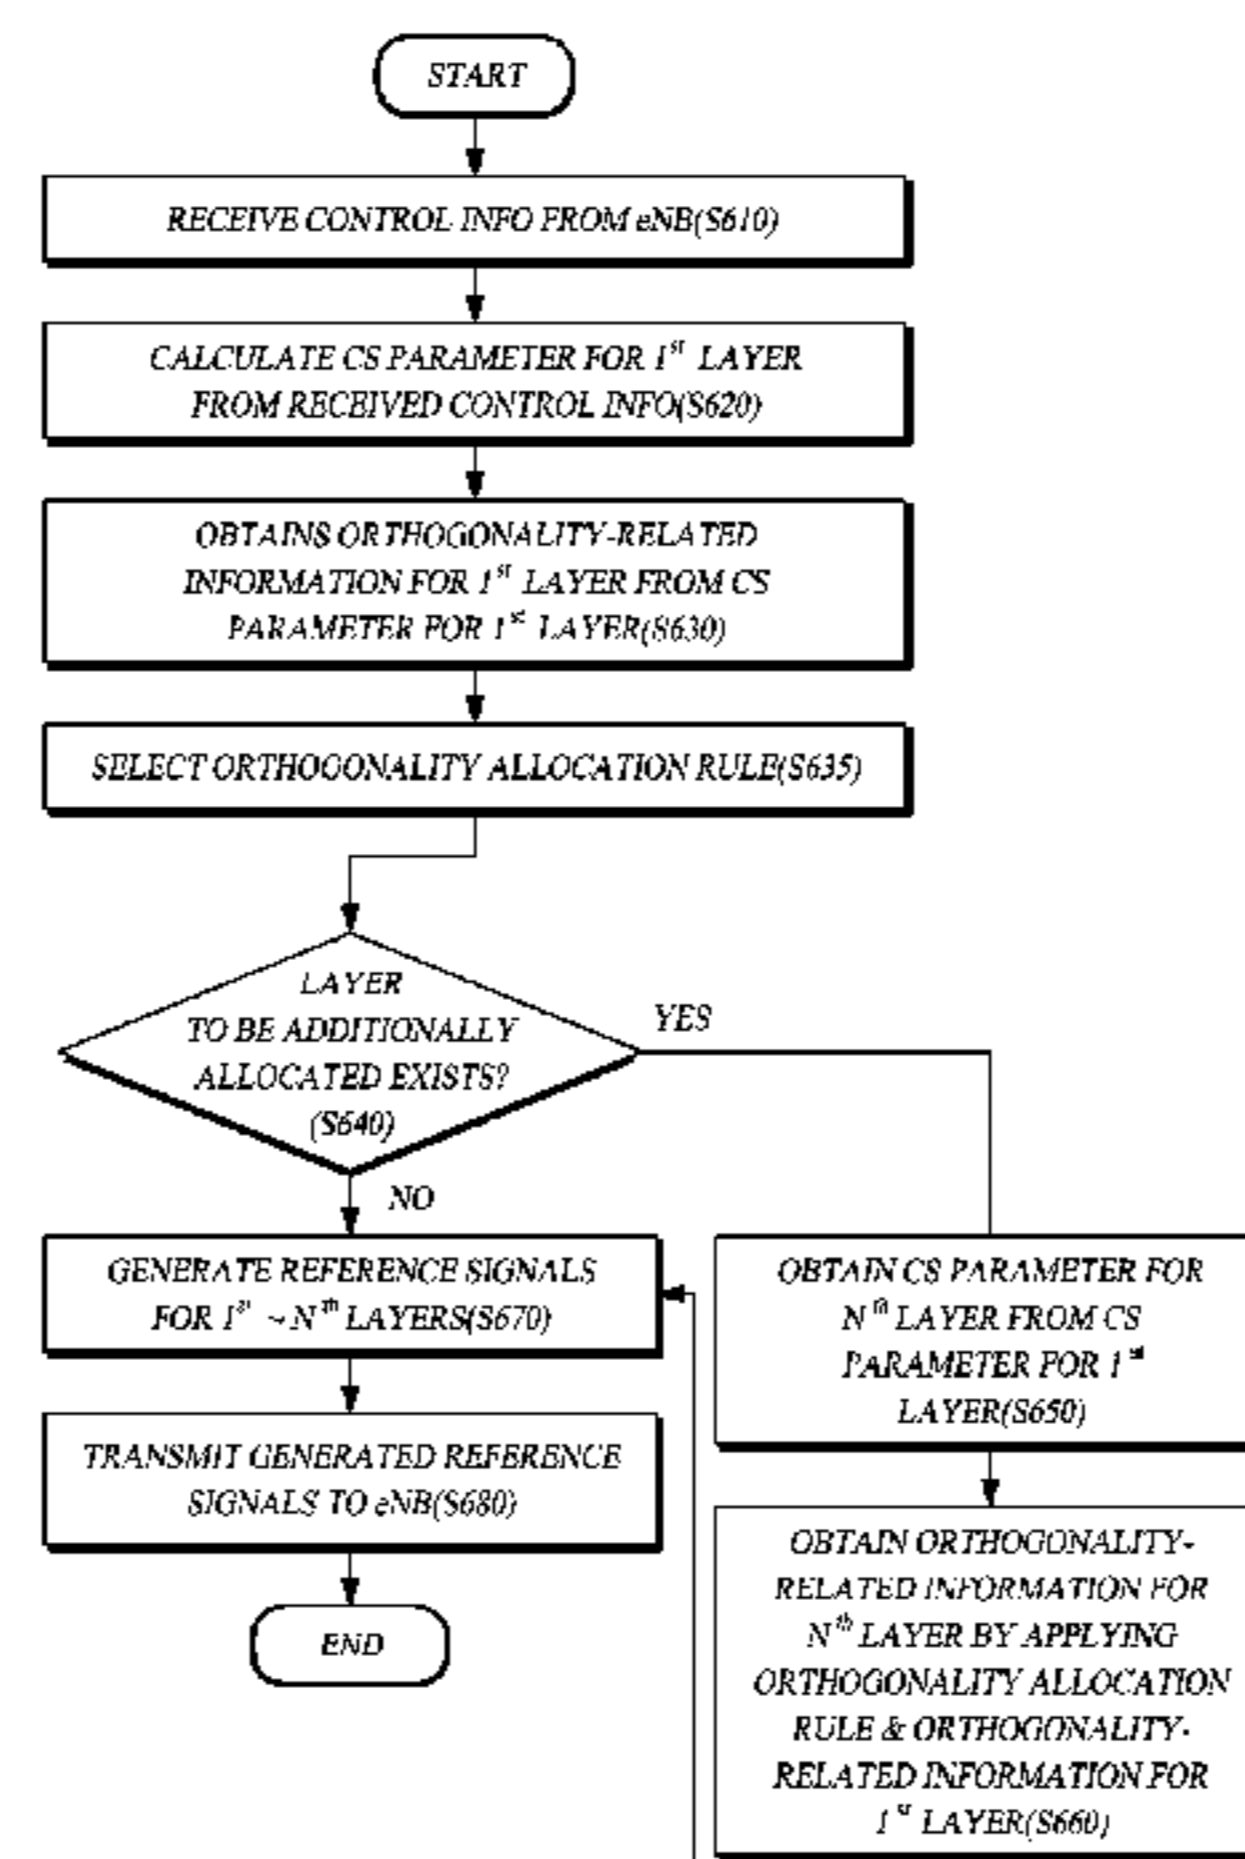 START
RECEIVE CONTROL INFO FROM eNB(S610)
CALCULATE CS PARAMETER FOR 1st LAYER
FROM RECEIVED CONTROL INFO(S620)
OBTAINS ORTHOGONALITY-RELATED
INFORMATION FOR 1st LAYER FROM CS
PARAMETER FOR 1st LAYER(S630)
SELECT ORTHOGONALITY ALLOCATION RULE(S635)
LAYER
TO BE ADDITIONALLY
ALLOCATED EXISTS?
(S640)
YES
NO
GENERATE REFERENCE SIGNALS
FOR 1st ~ Nth LAYERS(S670)
TRANSMIT GENERATED REFERENCE
SIGNALS TO eNB(S680)
END
OBTAIN CS PARAMETER FOR
Nth LAYER FROM CS
PARAMETER FOR 1st
LAYER(S650)
OBTAIN ORTHOGONALITY-
RELATED INFORMATION FOR
Nth LAYER BY APPLYING
ORTHOGONALITY ALLOCATION
RULE & ORTHOGONALITY-
RELATED INFORMATION FOR
1st LAYER(S660)